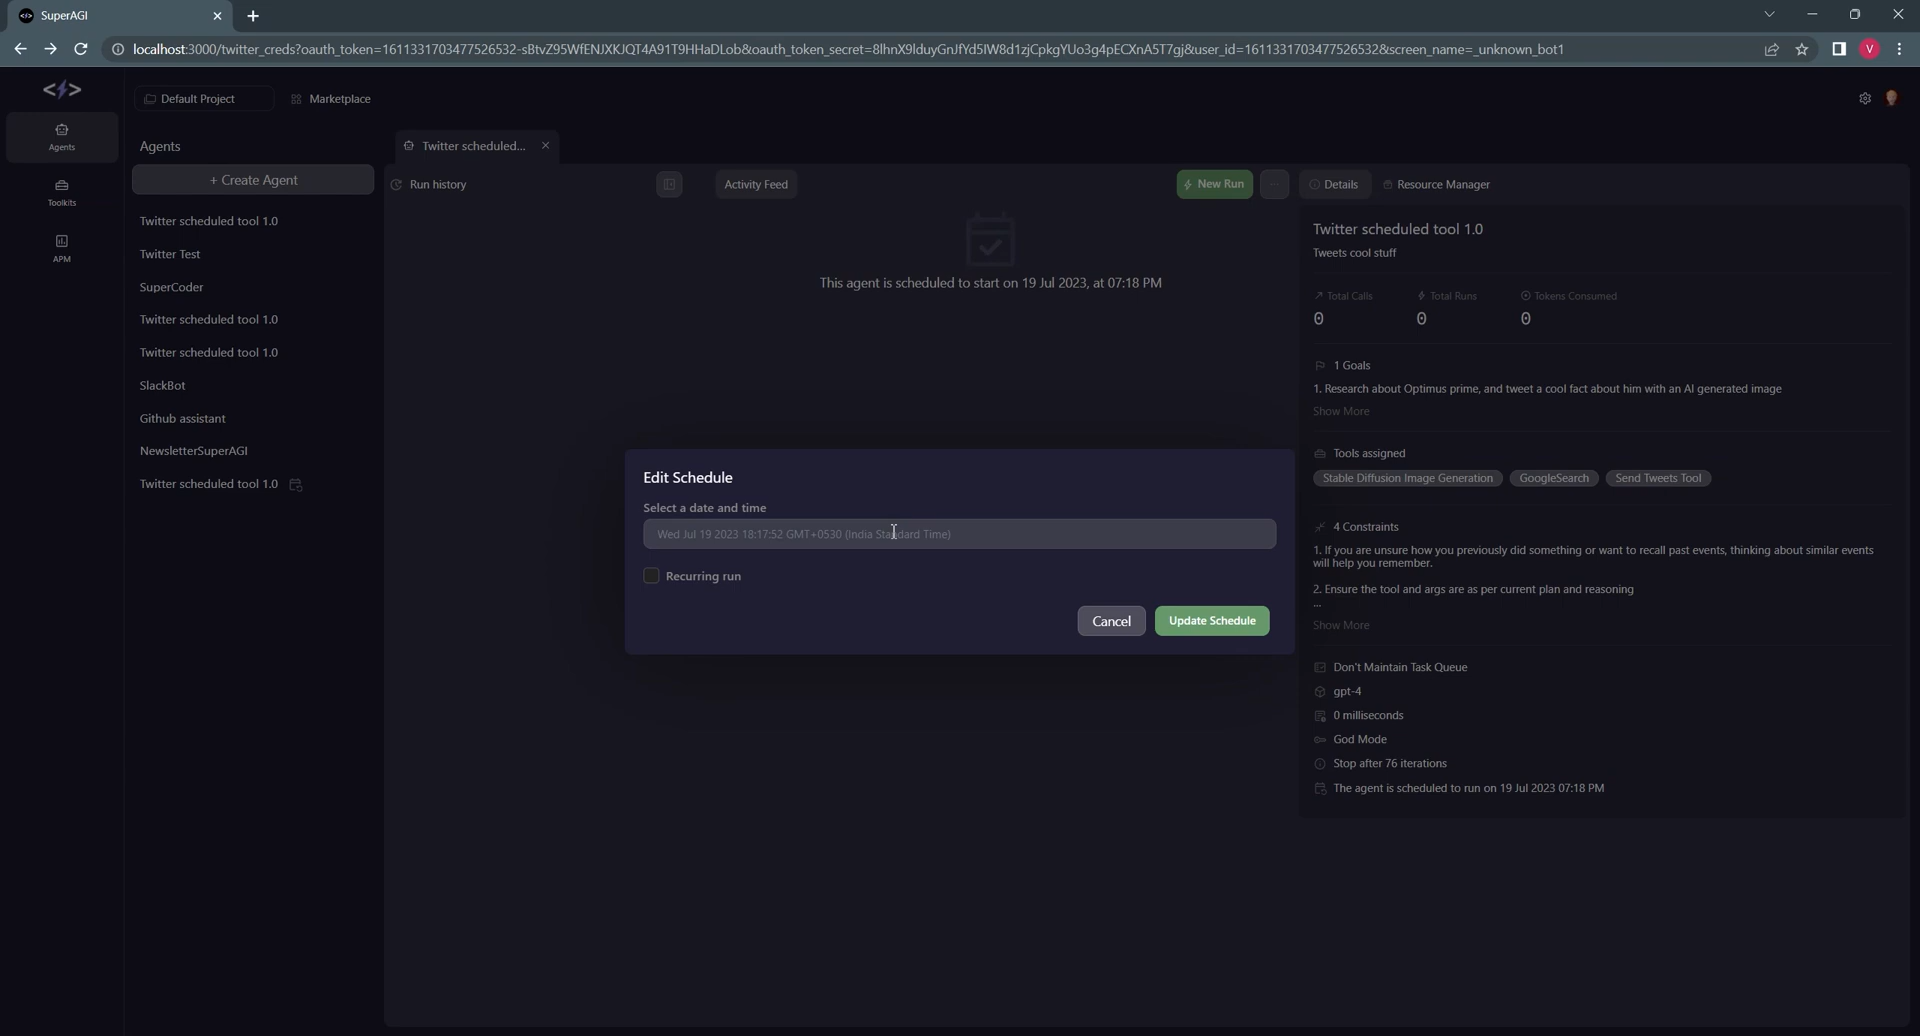 SuperAGI
localhost:3000/twitter_creds?oauth_token=1611331703477526532-sBtvZ95WfENJXKJQT4A91T9HHaDLob&oauth_token_secret=8lhnX9lduyGnJfYd5IW8d1zjCpkgYUo3g4pECXnA5T7gj&user_id=1611331703477526532&screen_name=_unknown_bot1
V
Default Project
Marketplace
Agents
Toolkits
APM
Agents
+ Create Agent
Twitter scheduled tool 1.0
Twitter Test
SuperCoder
Twitter scheduled tool 1.0
Twitter scheduled tool 1.0
SlackBot
Github assistant
NewsletterSuperAGI
Twitter scheduled tool 1.0
Twitter scheduled...
Run history
Activity Feed
New Run
...
This agent is scheduled to start on 19 Jul 2023, at 07:18 PM
Edit Schedule
Select a date and time
Wed Jul 19 2023 18:17:52 GMT+0530 (India Standard Time)
Recurring run
Cancel
Update Schedule
Details
Resource Manager
Twitter scheduled tool 1.0
Tweets cool stuff
Total Calls
Total Runs
Tokens Consumed
0
0
0
1 Goals
1. Research about Optimus prime, and tweet a cool fact about him with an AI generated image
Show More
Tools assigned
Stable Diffusion Image Generation
GoogleSearch
Send Tweets Tool
4 Constraints
1. If you are unsure how you previously did something or want to recall past events, thinking about similar events
will help you remember.
2. Ensure the tool and args are as per current plan and reasoning
...
Show More
Don't Maintain Task Queue
gpt-4
0 milliseconds
God Mode
Stop after 76 iterations
The agent is scheduled to run on 19 Jul 2023 07:18 PM